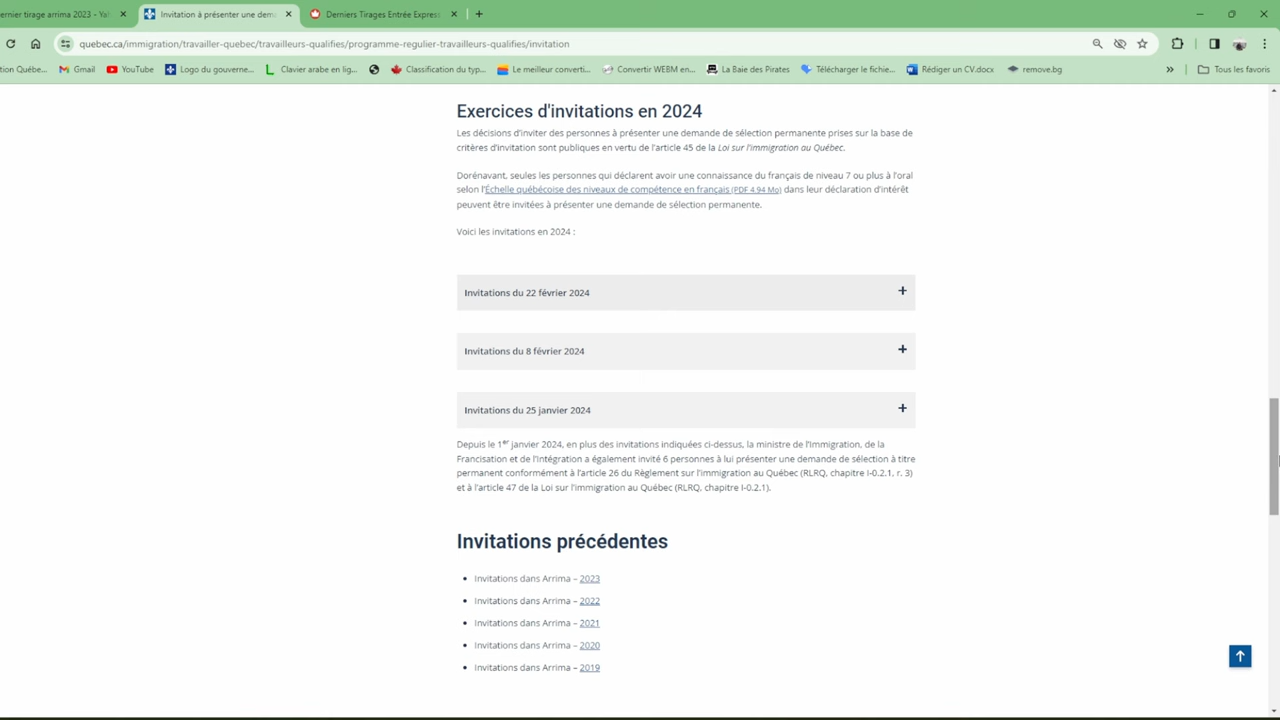 ernier tirage arrima 2023 - Ya!
Invitation à présenter une dem
Derniers Tirages Entrée Express
quebec.ca/immigration/travailler-quebec/travailleurs-qualifies/programme-regulier-travailleurs-qualifies/invitation
tion Québe...
Gmail
YouTube
Logo du gouverne...
Clavier arabe en lig...
Classification du typ...
Le meilleur converti...
Convertir WEBM en...
La Baie des Pirates
Télécharger le fichie...
Rédiger un CV.docx
remove.bg
»
Tous les favoris
Exercices d'invitations en 2024
Les décisions d'inviter des personnes à présenter une demande de sélection permanente prises sur la base de
critères d'invitation sont publiques en vertu de l'article 45 de la Loi sur l'immigration au Québec.
Dorénavant, seules les personnes qui déclarent avoir une connaissance du français de niveau 7 ou plus à l'oral
selon l'Échelle québécoise des niveaux de compétence en français (PDF 4.94 Mo) dans leur déclaration d'intérêt
peuvent être invitées à présenter une demande de sélection permanente.
Voici les invitations en 2024 :
Invitations du 22 février 2024
Invitations du 8 février 2024
Invitations du 25 janvier 2024
Depuis le 1er janvier 2024, en plus des invitations indiquées ci-dessus, la ministre de l'Immigration, de la
Francisation et de l'Intégration a également invité 6 personnes à lui présenter une demande de sélection à titre
permanent conformément à l'article 26 du Règlement sur l'immigration au Québec (RLRQ, chapitre I-0.2.1, r. 3)
et à l'article 47 de la Loi sur l'immigration au Québec (RLRQ, chapitre I-0.2.1).
Invitations précédentes
• Invitations dans Arrima – 2023
• Invitations dans Arrima – 2022
• Invitations dans Arrima – 2021
• Invitations dans Arrima – 2020
• Invitations dans Arrima – 2019